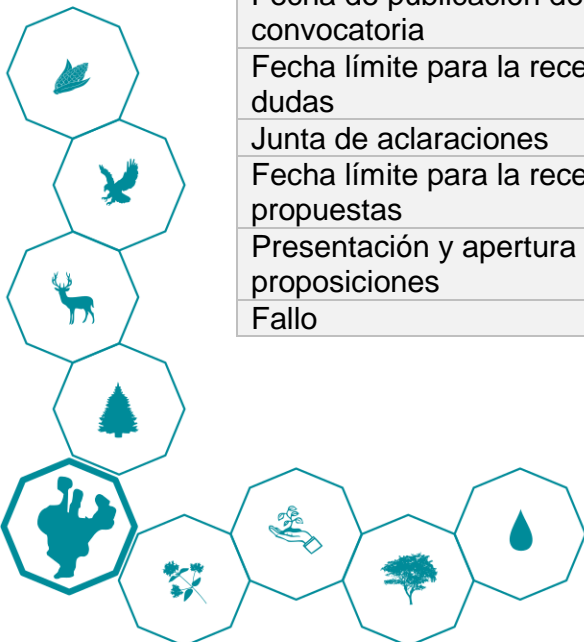 Fecha de publicación de
convocatoria
Fecha límite para la rece
dudas
Junta de aclaraciones
Fecha límite para la rece
propuestas
Presentación y apertura
proposiciones
Fallo